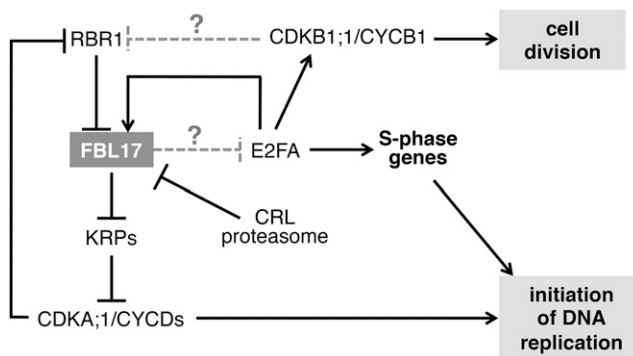 RBR1
?
CDKB1;1/CYCB1
cell
division
FBL17
?
E2FA
S-phase
genes
CRL
proteasome
KRPs
CDKA;1/CYCDs
initiation
of DNA
replication